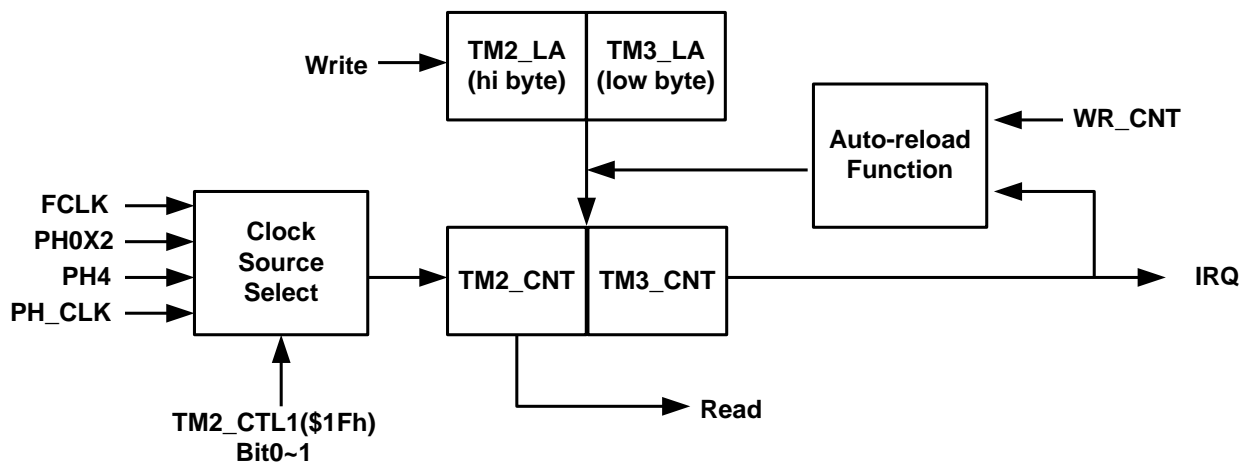 TM2_LA
(hi byte)
TM3_LA
(low byte)
Write
Auto-reload
Function
WR_CNT
FCLK
PH0X2
PH4
PH_CLK
Clock
Source
Select
TM2_CNT
TM3_CNT
IRQ
Read
TM2_CTL1($1Fh)
Bit0~1